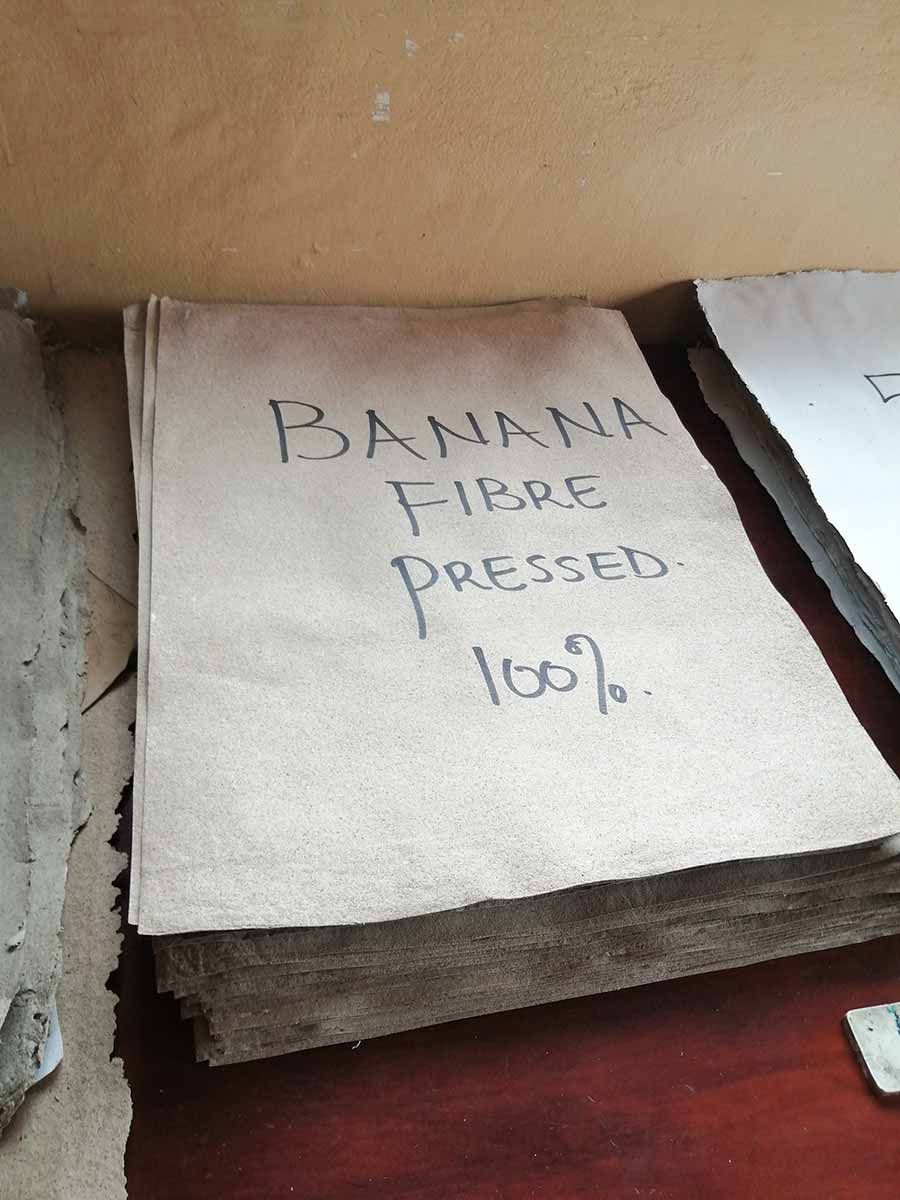 BANANA
FIBRE
PRESSED.
100%.